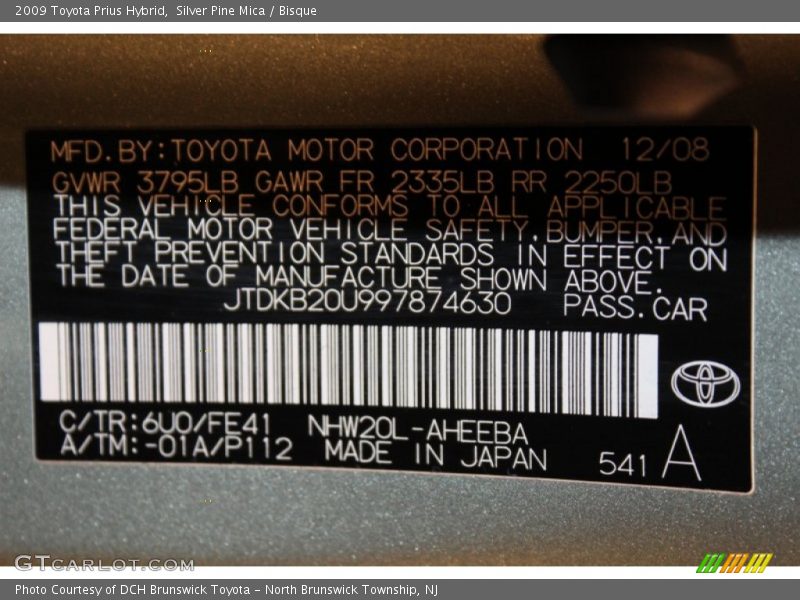 2009 Toyota Prius Hybrid, Silver Pine Mica / Bisque
MFD.BY:TOYOTA MOTOR CORPORATION 12/08
GVWR 3795LB GAWR FR 2335LB RR 2250LB
THIS VEHICLE CONFORMS TO ALL APPLICABLE
FEDERAL MOTOR VEHICLE SAFETY,BUMPER,AND
THEFT PREVENTION STANDARDS IN EFFECT ON
THE DATE OF MANUFACTURE SHOWN ABOVE.
JTDKB20U997874630 PASS.CAR
C/TR:6U0/FE41 NHW20L-AHEEBA
A/TM:-01A/P112 MADE IN JAPAN 541 A
GTcarlot.com
Photo Courtesy of DCH Brunswick Toyota - North Brunswick Township, NJ